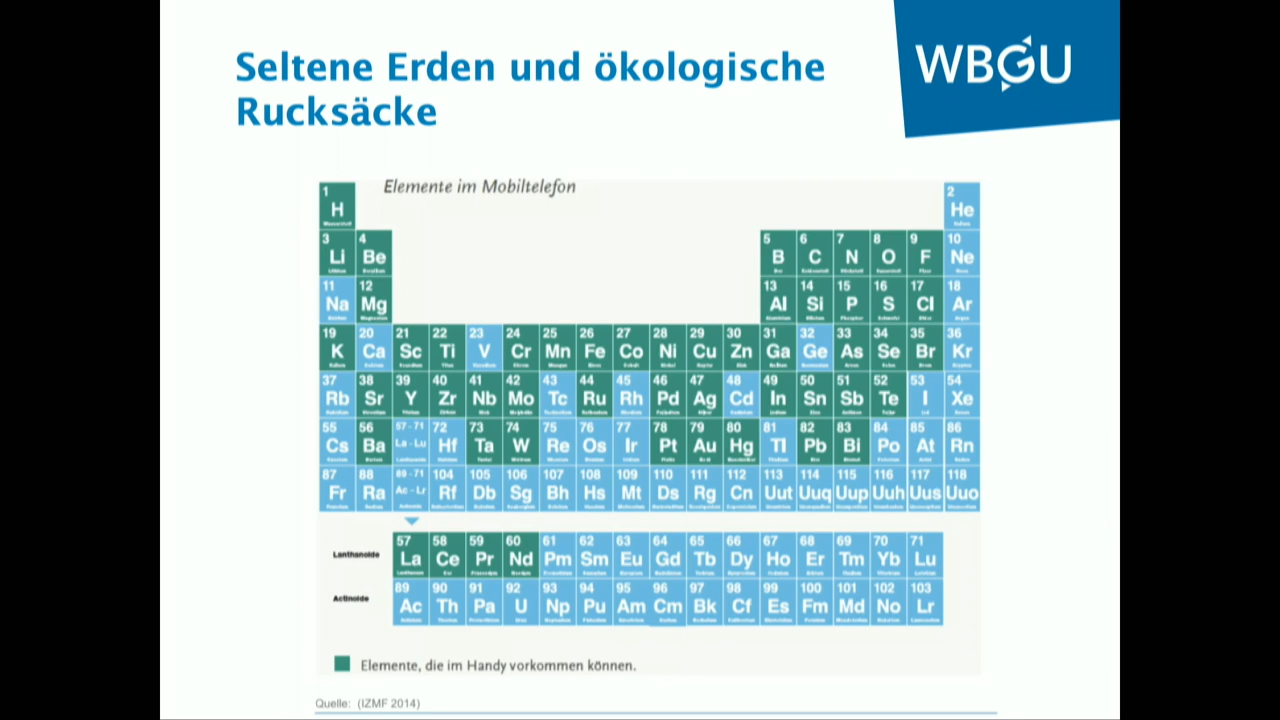 Seltene Erden und ökologische
Rucksäcke
WBGU
Elemente im Mobiltelefon
1 2
H He
3 4 5 6 7 8 9 10
Li Be B C N O F Ne
11 12 13 14 15 16 17 18
Na Mg Al Si P S Cl Ar
19 20 21 22 23 24 25 26 27 28 29 30 31 32 33 34 35 36
K Ca Sc Ti V Cr Mn Fe Co Ni Cu Zn Ga Ge As Se Br Kr
37 38 39 40 41 42 43 44 45 46 47 48 49 50 51 52 53 54
Rb Sr Y Zr Nb Mo Tc Ru Rh Pd Ag Cd In Sn Sb Te I Xe
55 56 57 - 71 72 73 74 75 76 77 78 79 80 81 82 83 84 85 86
Cs Ba La - Lu Hf Ta W Re Os Ir Pt Au Hg Tl Pb Bi Po At Rn
87 88 89 - 71 104 105 106 107 108 109 110 111 112 113 114 115 116 117 118
Fr Ra Ac - Lr Rf Db Sg Bh Hs Mt Ds Rg Cn Uut Uuq Uup Uuh Uus Uuo
57 58 59 60 61 62 63 64 65 66 67 68 69 70 71
Lanthanoide La Ce Pr Nd Pm Sm Eu Gd Tb Dy Ho Er Tm Yb Lu
89 90 91 92 93 94 95 96 97 98 99 100 101 102 103
Actinoide Ac Th Pa U Np Pu Am Cm Bk Cf Es Fm Md No Lr
Elemente, die im Handy vorkommen können.
Quelle: (IZMF 2014)